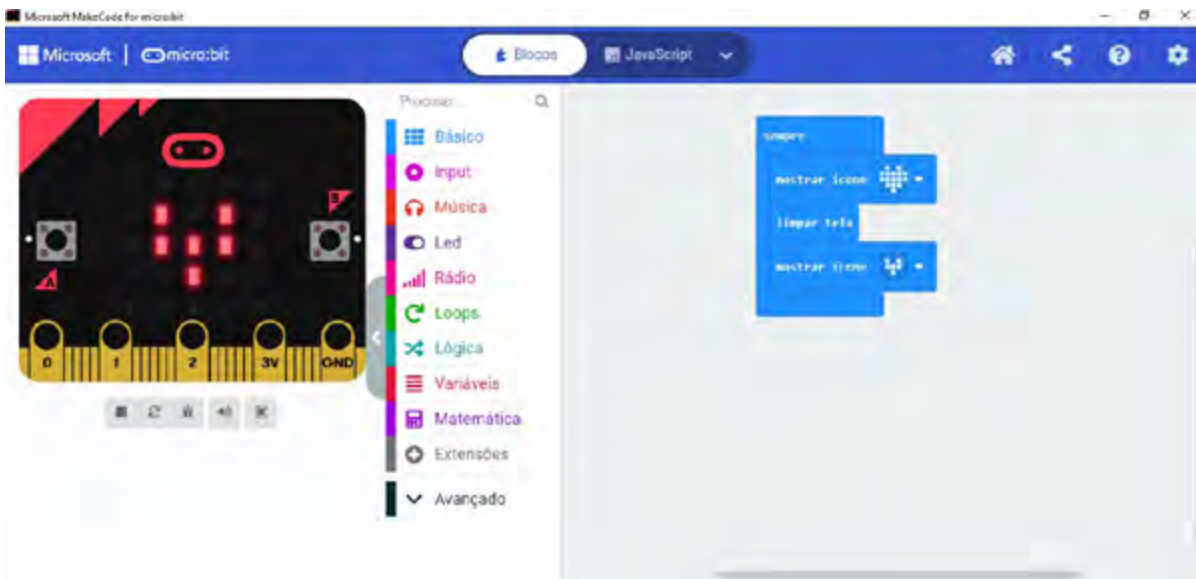 Microsoft MakeCode for micro:bit
Microsoft | micro:bit
Blocos
JavaScript
Procurar...
Básico
Input
Música
Led
Rádio
Loops
Lógica
Variáveis
Matemática
Extensões
Avançado
A
B
0 1 2 3V GND
sempre
mostrar ícone
limpar tela
mostrar ícone